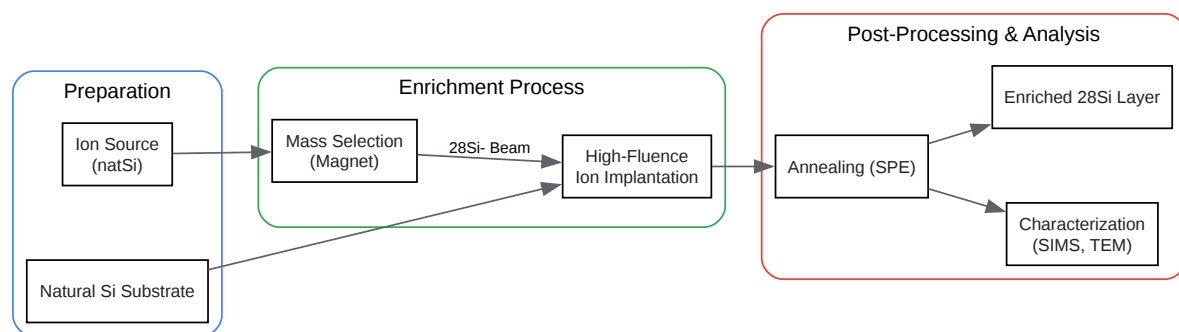 Preparation
Ion Source
(natSi)
Natural Si Substrate
Enrichment Process
Mass Selection
(Magnet)
28Si- Beam
High-Fluence
Ion Implantation
Post-Processing & Analysis
Annealing (SPE)
Enriched 28Si Layer
Characterization
(SIMS, TEM)